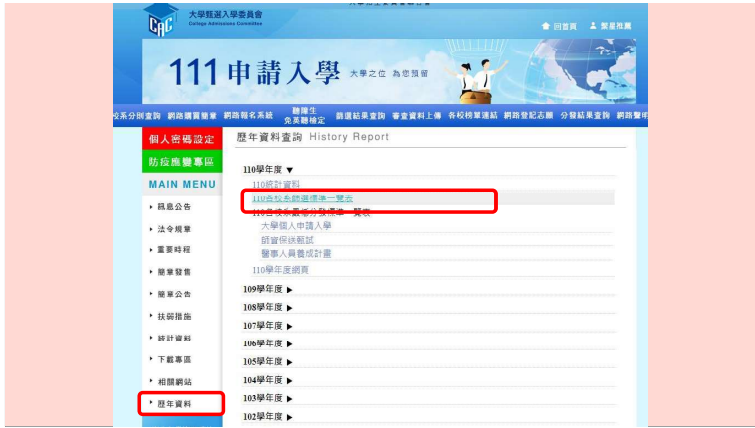 大學甄選入學委員會
College Admissions Committee
回首頁
繁星推薦
111申請入學
大學之位 為您預留
校系分則查詢 網路購買簡章 網路報名系統 聽障生免英聽檢定 篩選結果查詢 審查資料上傳 各校榜單連結 網路登記志願 分發結果查詢 網路聲明
個人密碼設定
防疫應變專區
MAIN MENU
訊息公告
法令規章
重要時程
簡章發售
簡章公告
扶弱措施
統計資料
下載專區
相關網站
歷年資料
歷年資料查詢 History Report
110學年度 ▼
110統計資料
110各校系篩選標準一覽表
110各校系最低分發標準一覽表
大學個人申請入學
師資保送甄試
醫事人員養成計畫
110學年度網頁
109學年度 ▶
108學年度 ▶
107學年度 ▶
106學年度 ▶
105學年度 ▶
104學年度 ▶
103學年度 ▶
102學年度 ▶